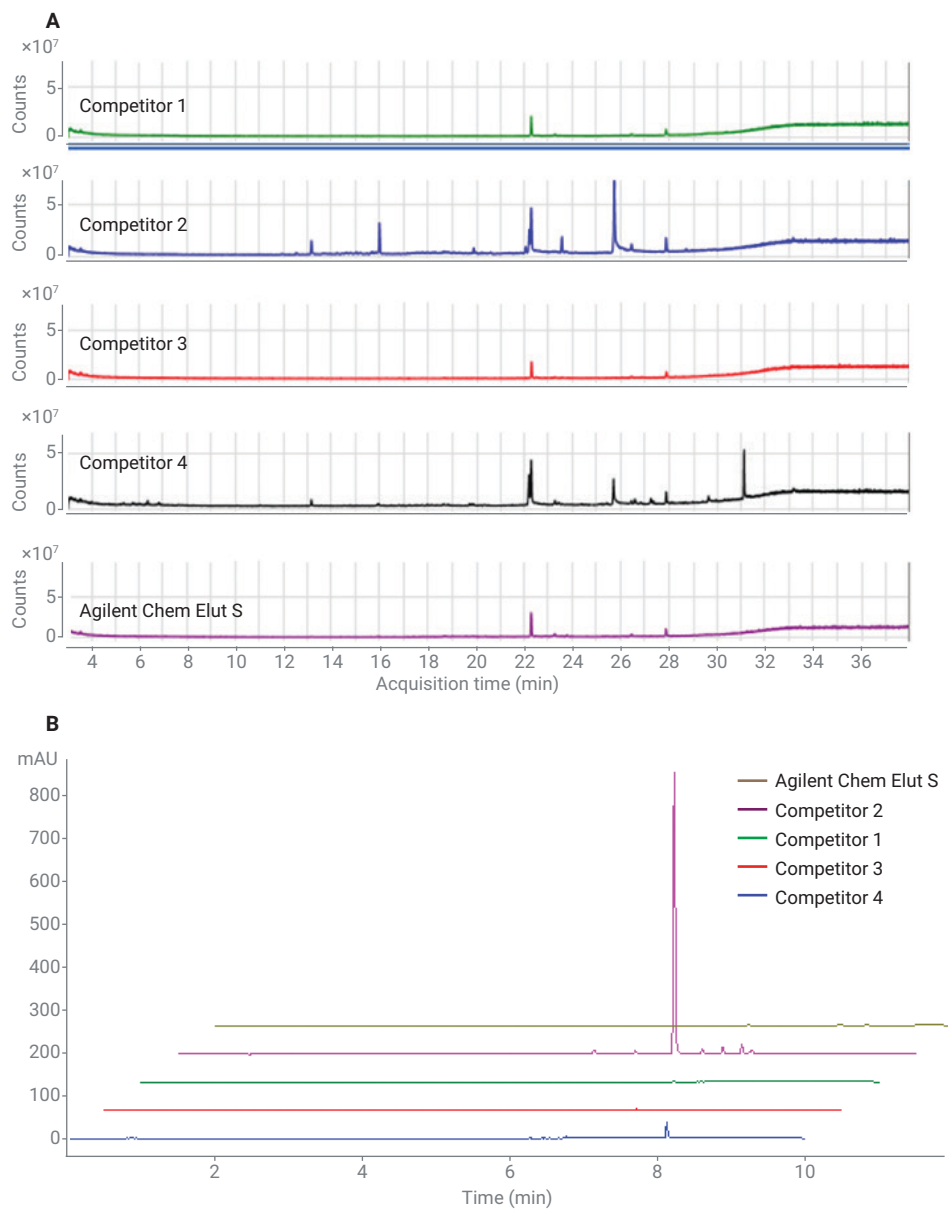 A
×10⁷
5
0
Counts
Competitor 1
×10⁷
5
0
Counts
Competitor 2
×10⁷
5
0
Counts
Competitor 3
×10⁷
5
0
Counts
Competitor 4
×10⁷
5
0
Counts
Agilent Chem Elut S
4 6 8 10 12 14 16 18 20 22 24 26 28 30 32 34 36
Acquisition time (min)
B
mAU
800
700
600
500
400
300
200
100
0
Agilent Chem Elut S
Competitor 2
Competitor 1
Competitor 3
Competitor 4
2 4 6 8 10
Time (min)